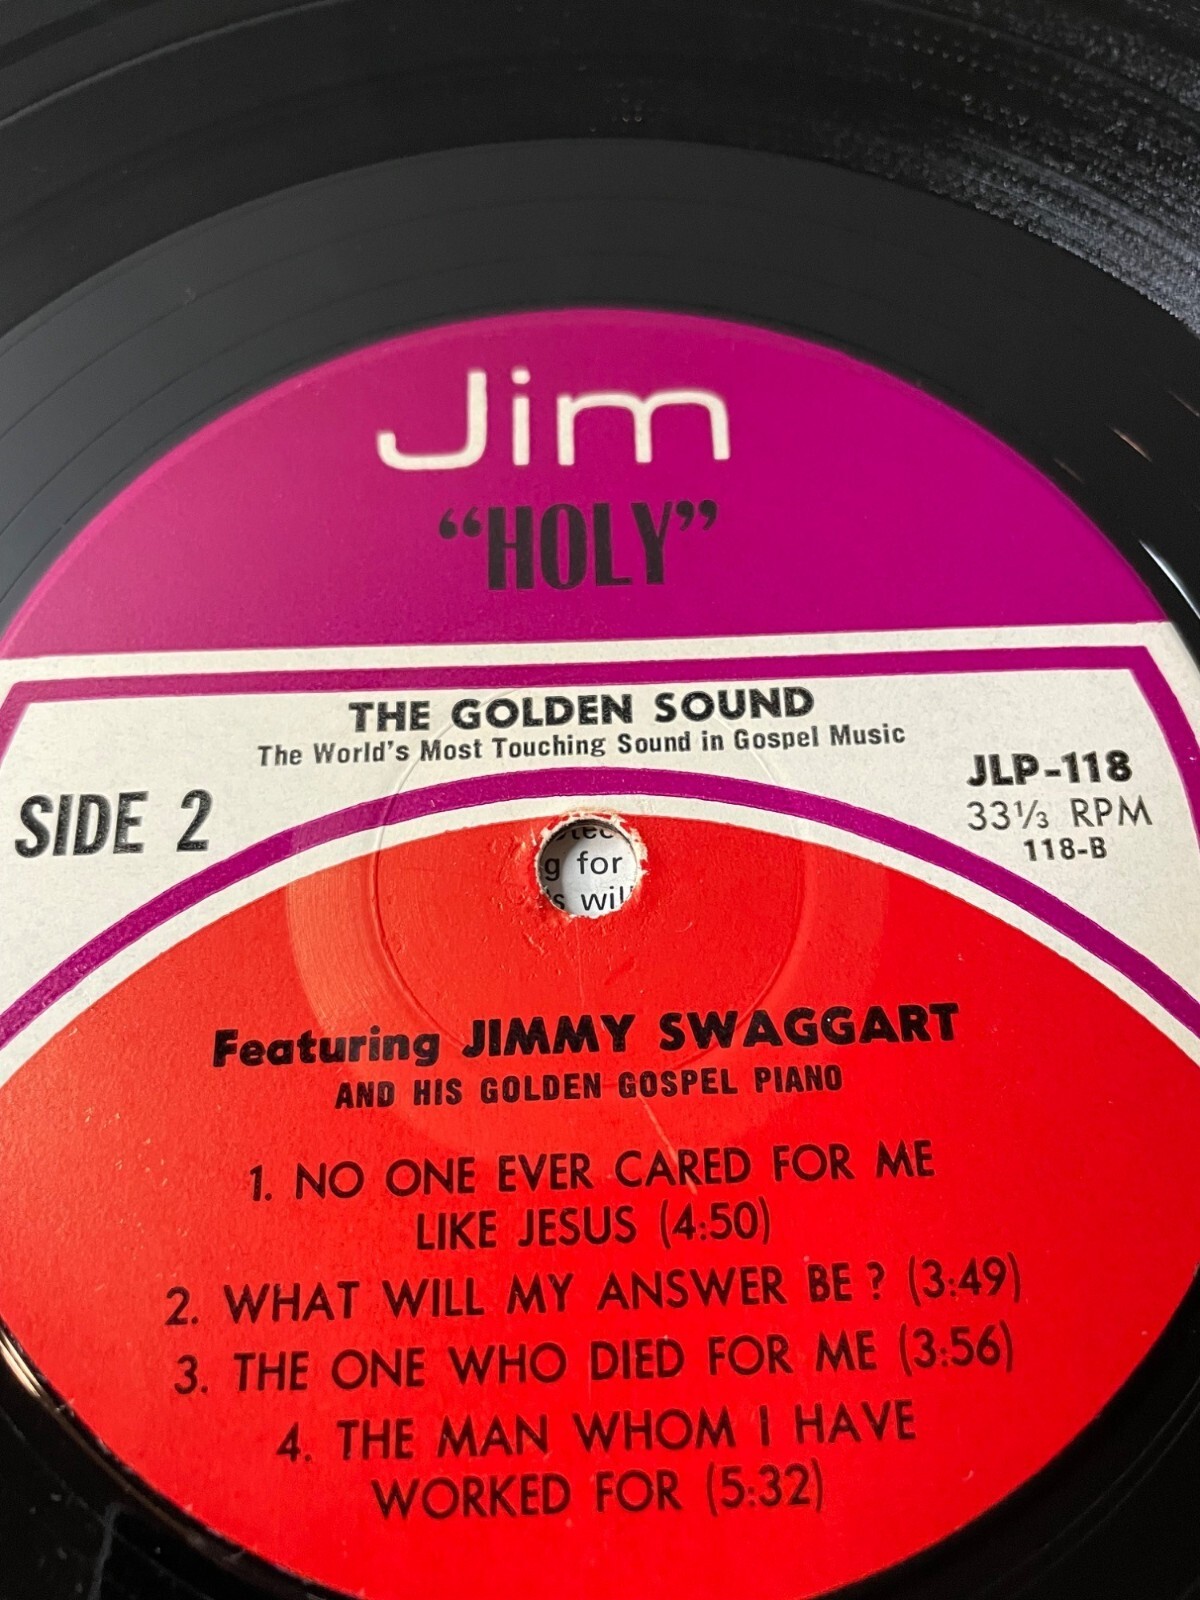 Jim
“HOLY”
THE GOLDEN SOUND
The World's Most Touching Sound in Gospel Music
SIDE 2
JLP-118
33⅓ RPM
118-B
g for
Featuring JIMMY SWAGGART
AND HIS GOLDEN GOSPEL PIANO
1. NO ONE EVER CARED FOR ME
LIKE JESUS (4:50)
2. WHAT WILL MY ANSWER BE? (3:49)
3. THE ONE WHO DIED FOR ME (3:56)
4. THE MAN WHOM I HAVE
WORKED FOR (5:32)